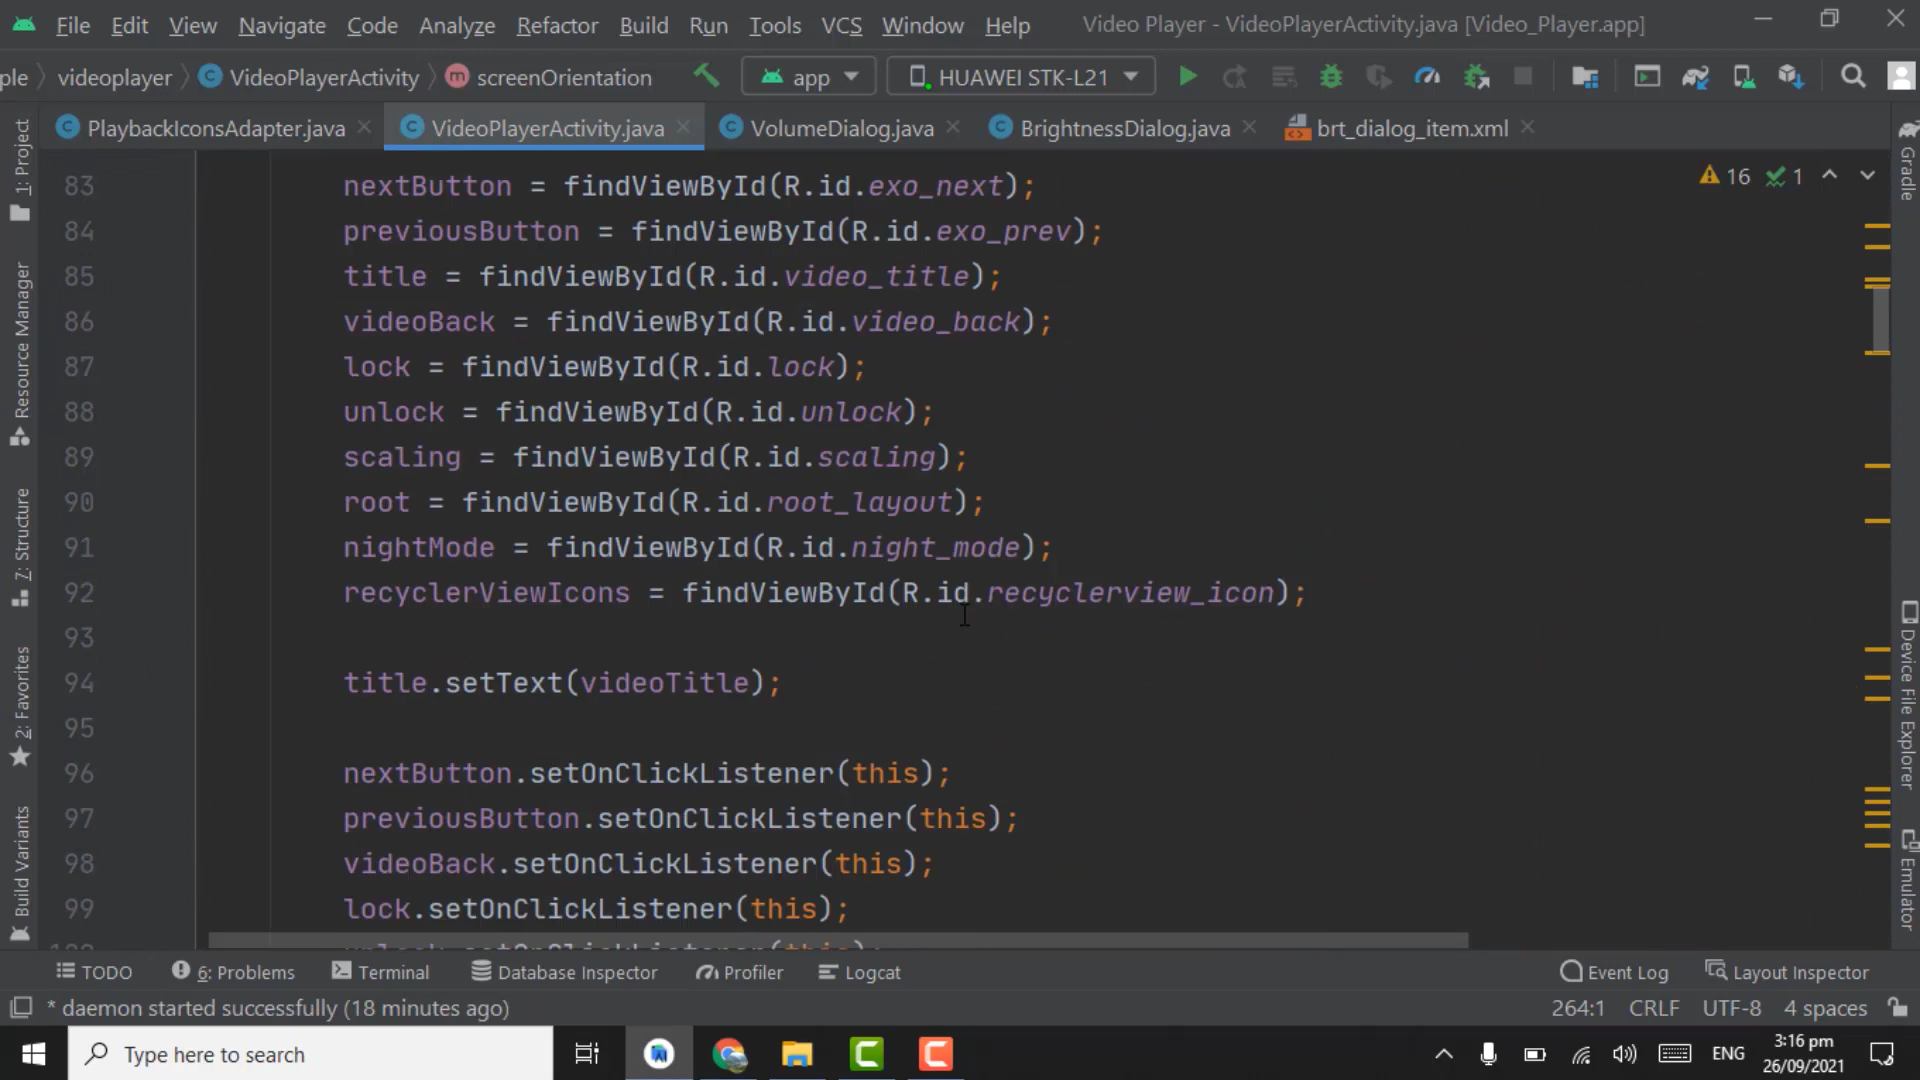 File Edit View Navigate Code Analyze Refactor Build Run Tools VCS Window Help Video Player - VideoPlayerActivity.java [Video_Player.app]
ple videoplayer VideoPlayerActivity screenOrientation app HUAWEI STK-L21
PlaybackIconsAdapter.java VideoPlayerActivity.java VolumeDialog.java BrightnessDialog.java brt_dialog_item.xml
16 1
83 nextButton = findViewById(R.id.exo_next);
84 previousButton = findViewById(R.id.exo_prev);
85 title = findViewById(R.id.video_title);
86 videoBack = findViewById(R.id.video_back);
87 lock = findViewById(R.id.lock);
88 unlock = findViewById(R.id.unlock);
89 scaling = findViewById(R.id.scaling);
90 root = findViewById(R.id.root_layout);
91 nightMode = findViewById(R.id.night_mode);
92 recyclerViewIcons = findViewById(R.id.recyclerview_icon);
93
94 title.setText(videoTitle);
95
96 nextButton.setOnClickListener(this);
97 previousButton.setOnClickListener(this);
98 videoBack.setOnClickListener(this);
99 lock.setOnClickListener(this);
1: Project
Resource Manager
7: Structure
2: Favorites
Build Variants
Gradle
Device File Explorer
Emulator
TODO 6: Problems Terminal Database Inspector Profiler Logcat Event Log Layout Inspector
* daemon started successfully (18 minutes ago) 264:1 CRLF UTF-8 4 spaces
Type here to search ENG 3:16 pm
26/09/2021